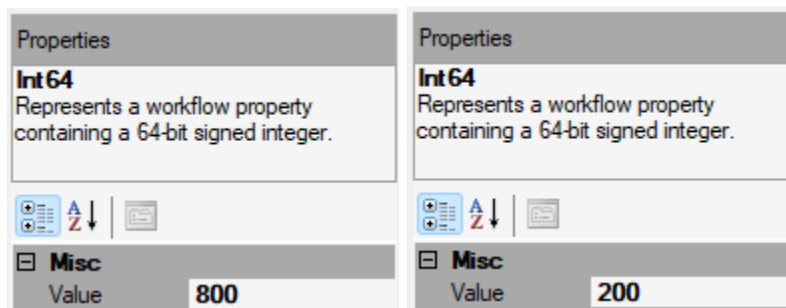 Properties
Int64
Represents a workflow property
containing a 64-bit signed integer.
A
Z
Misc
Value 800
Properties
Int64
Represents a workflow property
containing a 64-bit signed integer.
A
Z
Misc
Value 200